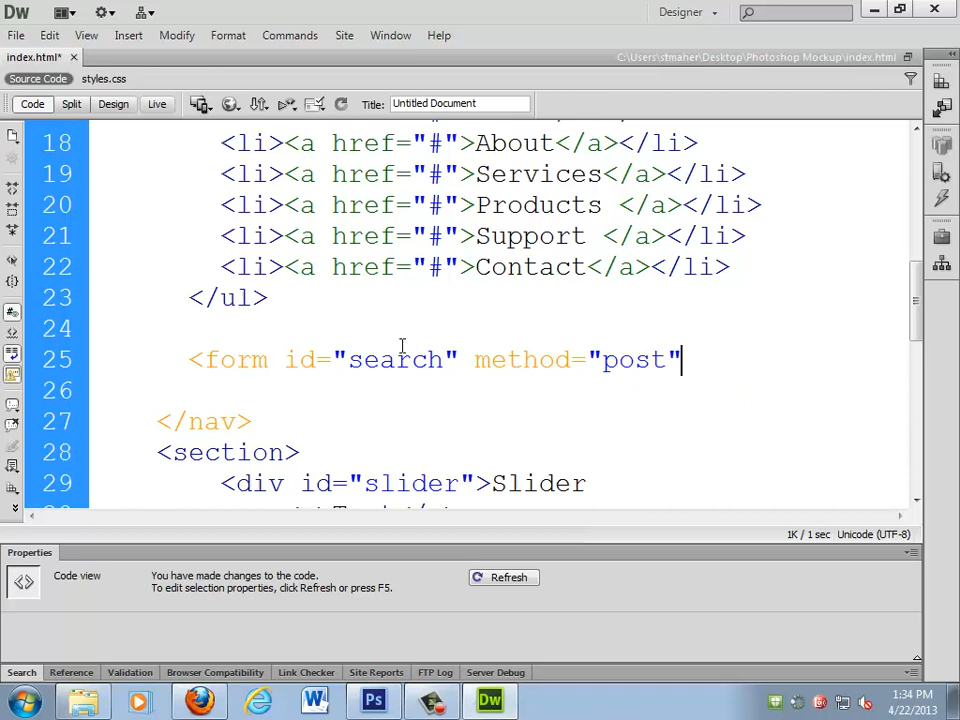 Dw
Designer
File Edit View Insert Modify Format Commands Site Window Help
index.html*
C:\Users\stmaher\Desktop\Photoshop Mockup\index.html
Source Code styles.css
Code Split Design Live Title: Untitled Document
18 <li><a href="#">About</a></li>
19 <li><a href="#">Services</a></li>
20 <li><a href="#">Products </a></li>
21 <li><a href="#">Support </a></li>
22 <li><a href="#">Contact</a></li>
23 </ul>
24
25 <form id="search" method="post"
26
27 </nav>
28 <section>
29 <div id="slider">Slider
1K / 1 sec Unicode (UTF-8)
Properties
Code view
You have made changes to the code.
To edit selection properties, click Refresh or press F5.
Refresh
Search Reference Validation Browser Compatibility Link Checker Site Reports FTP Log Server Debug
Ps Dw
1:34 PM
4/22/2013